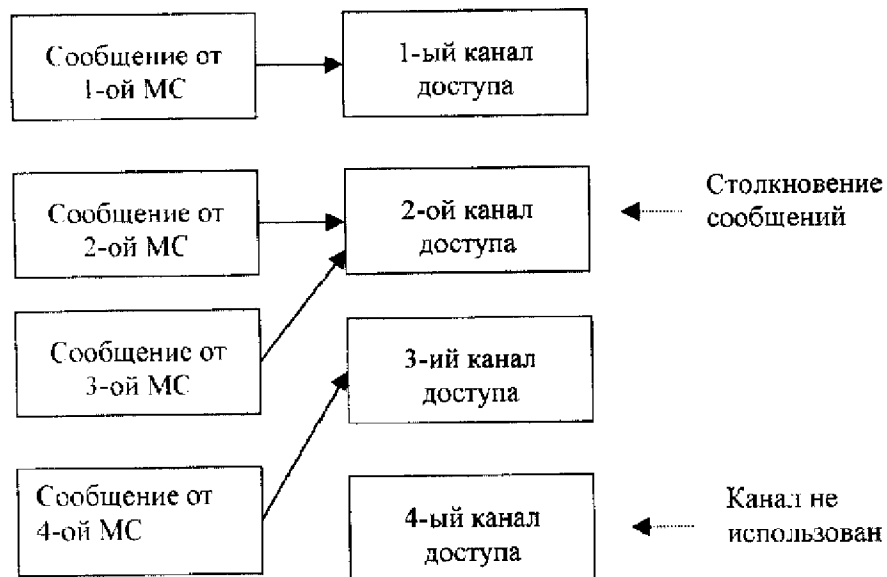 Сообщение от
1-ой МС
1-ый канал
доступа
Сообщение от
2-ой МС
2-ой канал
доступа
Столкновение
сообщений
Сообщение от
3-ой МС
3-ий канал
доступа
Сообщение от
4-ой МС
4-ый канал
доступа
Канал не
использован